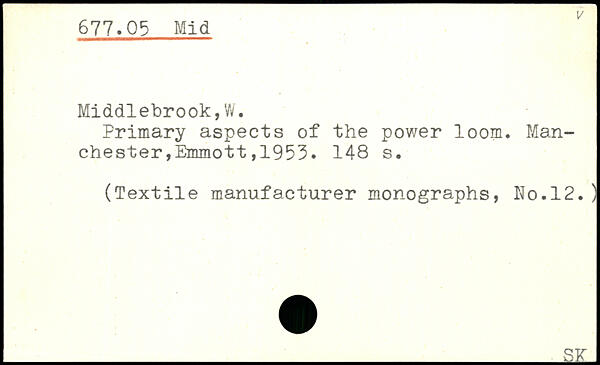 V
677.05 Mid
Middlebrook,W.
Primary aspects of the power loom. Man-
chester,Emmott,1953. 148 s.
(Textile manufacturer monographs, No.12.)
SK